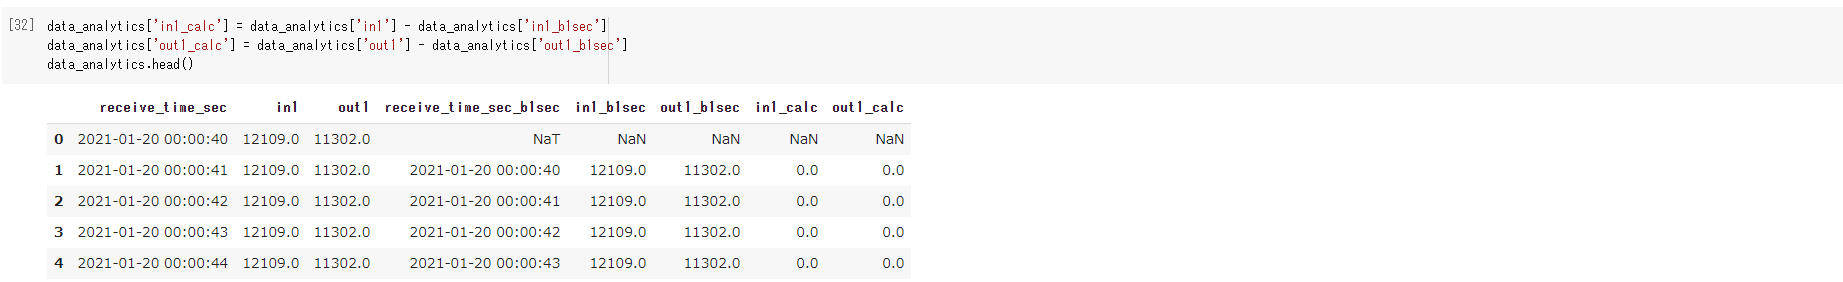 [32] data_analytics['in1_calc'] = data_analytics['in1'] - data_analytics['in1_b1sec']
data_analytics['out1_calc'] = data_analytics['out1'] - data_analytics['out1_b1sec']
data_analytics.head()
receive_time_sec in1 out1 receive_time_sec_b1sec in1_b1sec out1_b1sec in1_calc out1_calc
0 2021-01-20 00:00:40 12109.0 11302.0 NaT NaN NaN NaN NaN
1 2021-01-20 00:00:41 12109.0 11302.0 2021-01-20 00:00:40 12109.0 11302.0 0.0 0.0
2 2021-01-20 00:00:42 12109.0 11302.0 2021-01-20 00:00:41 12109.0 11302.0 0.0 0.0
3 2021-01-20 00:00:43 12109.0 11302.0 2021-01-20 00:00:42 12109.0 11302.0 0.0 0.0
4 2021-01-20 00:00:44 12109.0 11302.0 2021-01-20 00:00:43 12109.0 11302.0 0.0 0.0